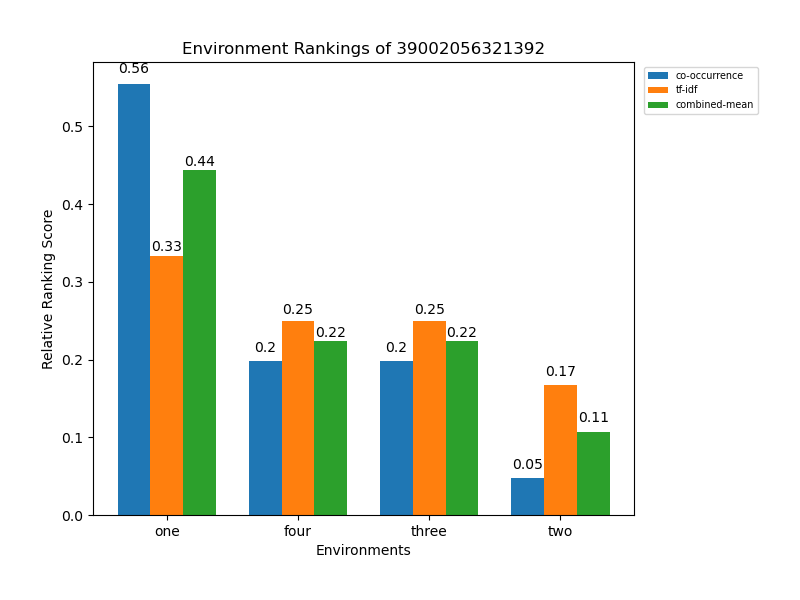 Environment Rankings of 39002056321392
co-occurrence
tf-idf
combined-mean
Relative Ranking Score
0.5
0.4
0.3
0.2
0.1
0.0
0.56
0.33
0.44
0.2
0.25
0.22
0.2
0.25
0.22
0.05
0.17
0.11
one four three two
Environments